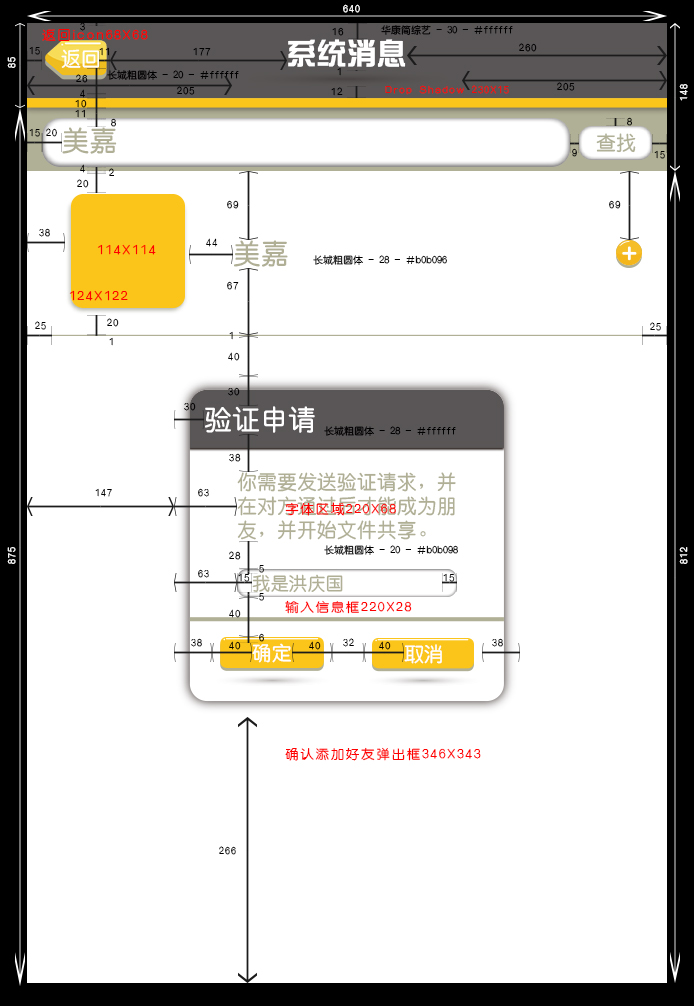 640
3
返回icon68X68
16
华康简综艺 - 30 - #ffffff
15
返回
11
177
系统消息
260
85
26
长城粗圆体 - 20 - #ffffff
1
205
205
4
12
Drop Shadow 236X15
148
10
11
8
8
15
20
美嘉
查找
9
15
4
2
20
69
69
38
114X114
44
美嘉
长城粗圆体 - 28 - #b0b096
67
124X122
20
25
25
1
1
40
30
30
验证申请
长城粗圆体 - 28 - #ffffff
38
你需要发送验证请求，并
147
63
在对方通过后才能成为朋
字体区域220X68
友，并开始文件共享。
长城粗圆体 - 20 - #b0b098
28
875
812
5
63
15
我是洪庆国
15
5
输入信息框220X28
40
6
38
40
确定
40
32
40
取消
38
确认添加好友弹出框346X343
266